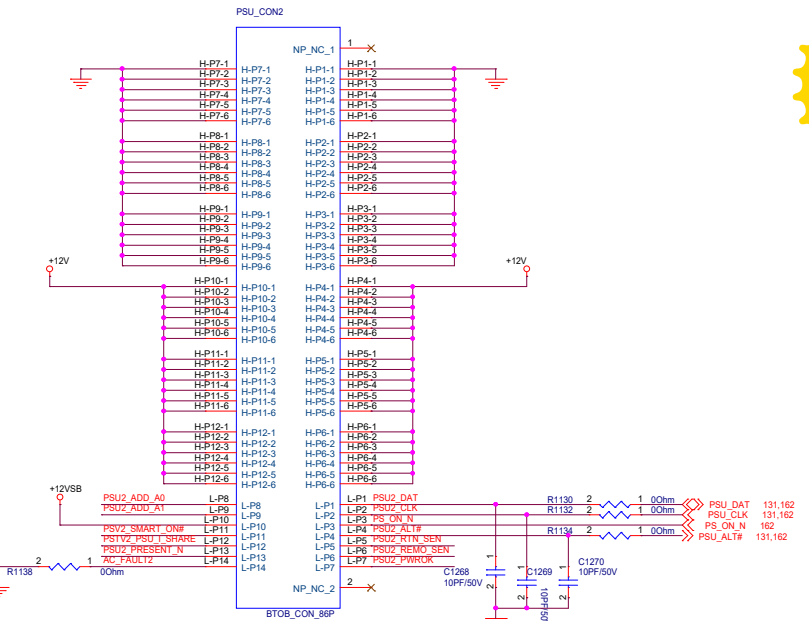 PSU_CON2
NP_NC_1 1
H-P7-1 H-P7-1 H-P1-1 H-P1-1
H-P7-2 H-P7-2 H-P1-2 H-P1-2
H-P7-3 H-P7-3 H-P1-3 H-P1-3
H-P7-4 H-P7-4 H-P1-4 H-P1-4
H-P7-5 H-P7-5 H-P1-5 H-P1-5
H-P7-6 H-P7-6 H-P1-6 H-P1-6
H-P8-1 H-P8-1 H-P2-1 H-P2-1
H-P8-2 H-P8-2 H-P2-2 H-P2-2
H-P8-3 H-P8-3 H-P2-3 H-P2-3
H-P8-4 H-P8-4 H-P2-4 H-P2-4
H-P8-5 H-P8-5 H-P2-5 H-P2-5
H-P8-6 H-P8-6 H-P2-6 H-P2-6
H-P9-1 H-P9-1 H-P3-1 H-P3-1
H-P9-2 H-P9-2 H-P3-2 H-P3-2
H-P9-3 H-P9-3 H-P3-3 H-P3-3
H-P9-4 H-P9-4 H-P3-4 H-P3-4
H-P9-5 H-P9-5 H-P3-5 H-P3-5
H-P9-6 H-P9-6 H-P3-6 H-P3-6
+12V +12V
H-P10-1 H-P10-1 H-P4-1 H-P4-1
H-P10-2 H-P10-2 H-P4-2 H-P4-2
H-P10-3 H-P10-3 H-P4-3 H-P4-3
H-P10-4 H-P10-4 H-P4-4 H-P4-4
H-P10-5 H-P10-5 H-P4-5 H-P4-5
H-P10-6 H-P10-6 H-P4-6 H-P4-6
H-P11-1 H-P11-1 H-P5-1 H-P5-1
H-P11-2 H-P11-2 H-P5-2 H-P5-2
H-P11-3 H-P11-3 H-P5-3 H-P5-3
H-P11-4 H-P11-4 H-P5-4 H-P5-4
H-P11-5 H-P11-5 H-P5-5 H-P5-5
H-P11-6 H-P11-6 H-P5-6 H-P5-6
H-P12-1 H-P12-1 H-P6-1 H-P6-1
H-P12-2 H-P12-2 H-P6-2 H-P6-2
H-P12-3 H-P12-3 H-P6-3 H-P6-3
H-P12-4 H-P12-4 H-P6-4 H-P6-4
H-P12-5 H-P12-5 H-P6-5 H-P6-5
H-P12-6 H-P12-6 H-P6-6 H-P6-6
+12VSB
PSU2_ADD_A0 L-P8 L-P8 L-P1 L-P1 PSU2_DAT R1130 2 1 0Ohm PSU_DAT 131,162
PSU2_ADD_A1 L-P9 L-P9 L-P2 L-P2 PSU2_CLK R1132 2 1 0Ohm PSU_CLK 131,162
L-P10 L-P10 L-P3 L-P3 PS_ON_N PS_ON_N 162
PSV2_SMART_ON# L-P11 L-P11 L-P4 L-P4 PSU2_ALT# R1134 2 1 0Ohm PSU_ALT# 131,162
L-P12 L-P12 L-P5 L-P5 PSU2_RTN_SEN
PSU2_PRESENT_N L-P13 L-P13 L-P6 L-P6 PSU2_REMO_SEN
R1138 2 1 0Ohm AC_FAULT2 L-P14 L-P14 L-P7 L-P7 PSU2_PWROK
C1268 1 2 10PF/50V
C1269 1 2
C1270 1 2 10PF/50V
NP_NC_2 2
BTOB_CON_86P